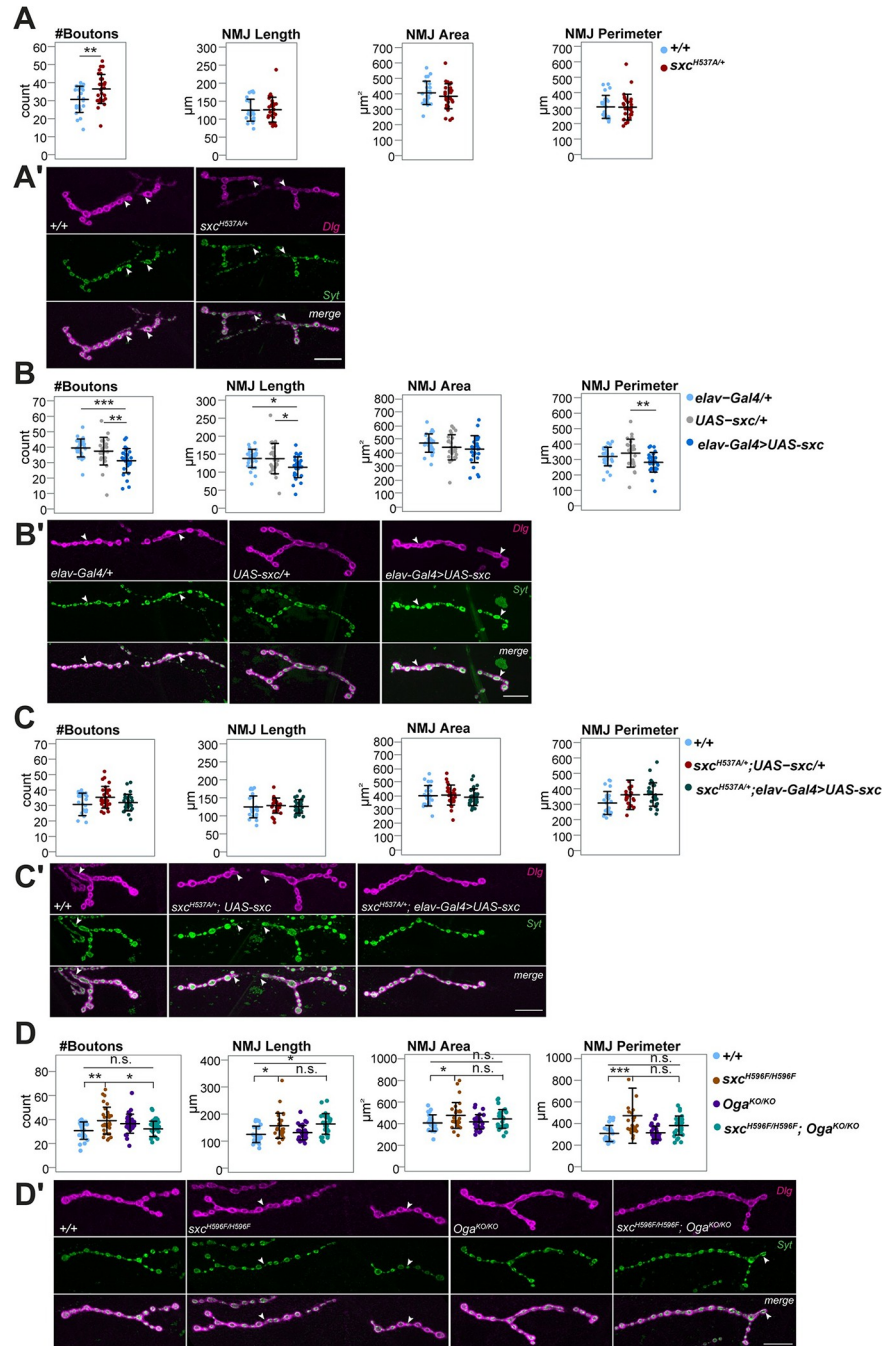 A
#Boutons
NMJ Length
NMJ Area
NMJ Perimeter
count
60
50
40
30
20
10
0
**
µm
300
250
200
150
100
50
0
µm²
700
600
500
400
300
200
100
0
µm
700
600
500
400
300
200
100
0
+/+
sxcH537A/+
A'
+/+
sxcH537A/+
Dlg
Syt
merge
B
#Boutons
NMJ Length
NMJ Area
NMJ Perimeter
count
70
60
50
40
30
20
10
0
***
**
µm
300
250
200
150
100
50
0
*
*
µm²
800
700
600
500
400
300
200
100
0
µm
700
600
500
400
300
200
100
0
**
elav−Gal4/+
UAS−sxc/+
elav−Gal4>UAS-sxc
B'
elav-Gal4/+
UAS-sxc/+
elav-Gal4>UAS-sxc
Dlg
Syt
merge
C
#Boutons
NMJ Length
NMJ Area
NMJ Perimeter
count
70
60
50
40
30
20
10
0
µm
300
250
200
150
100
50
0
µm²
800
700
600
500
400
300
200
100
0
µm
700
600
500
400
300
200
100
0
+/+
sxcH537A/+;UAS−sxc/+
sxcH537A/+;elav-Gal4>UAS-sxc
C'
+/+
sxcH537A/+; UAS-sxc
sxcH537A/+; elav-Gal4>UAS-sxc
Dlg
Syt
merge
D
#Boutons
NMJ Length
NMJ Area
NMJ Perimeter
count
80
60
40
20
0
n.s.
**
*
µm
400
300
200
100
0
*
*
n.s.
µm²
1000
800
600
400
200
0
n.s.
*
n.s.
µm
1000
800
600
400
200
0
n.s.
***
n.s.
+/+
sxcH596F/H596F
OgaKO/KO
sxcH596F/H596F; OgaKO/KO
D'
+/+
sxcH596F/H596F
OgaKO/KO
sxcH596F/H596F; OgaKO/KO
Dlg
Syt
merge